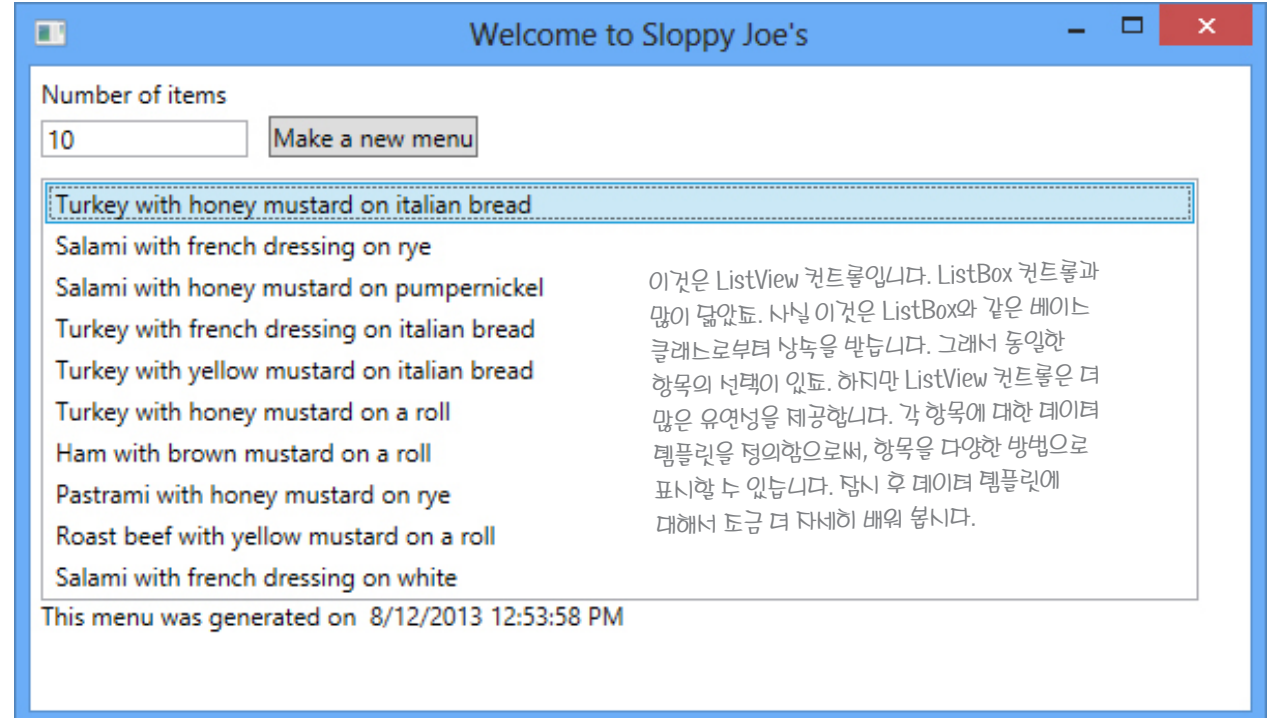 Welcome to Sloppy Joe's
Number of items
10
Make a new menu
Turkey with honey mustard on italian bread
Salami with french dressing on rye
Salami with honey mustard on pumpernickel
Turkey with french dressing on italian bread
Turkey with yellow mustard on italian bread
Turkey with honey mustard on a roll
Ham with brown mustard on a roll
Pastrami with honey mustard on rye
Roast beef with yellow mustard on a roll
Salami with french dressing on white
이것은 ListView 컨트롤입니다. ListBox 컨트롤과
많이 닮았죠. 사실 이것은 ListBox와 같은 베이스
클래스로부터 상속을 받습니다. 그래서 동일한
항목의 선택이 있죠. 하지만 ListView 컨트롤은 더
많은 유연성을 제공합니다. 각 항목에 대한 데이터
템플릿을 정의함으로써, 항목을 다양한 방법으로
표시할 수 있습니다. 잠시 후 데이터 템플릿에
대해서 조금 더 자세히 배워 봅시다.
This menu was generated on 8/12/2013 12:53:58 PM